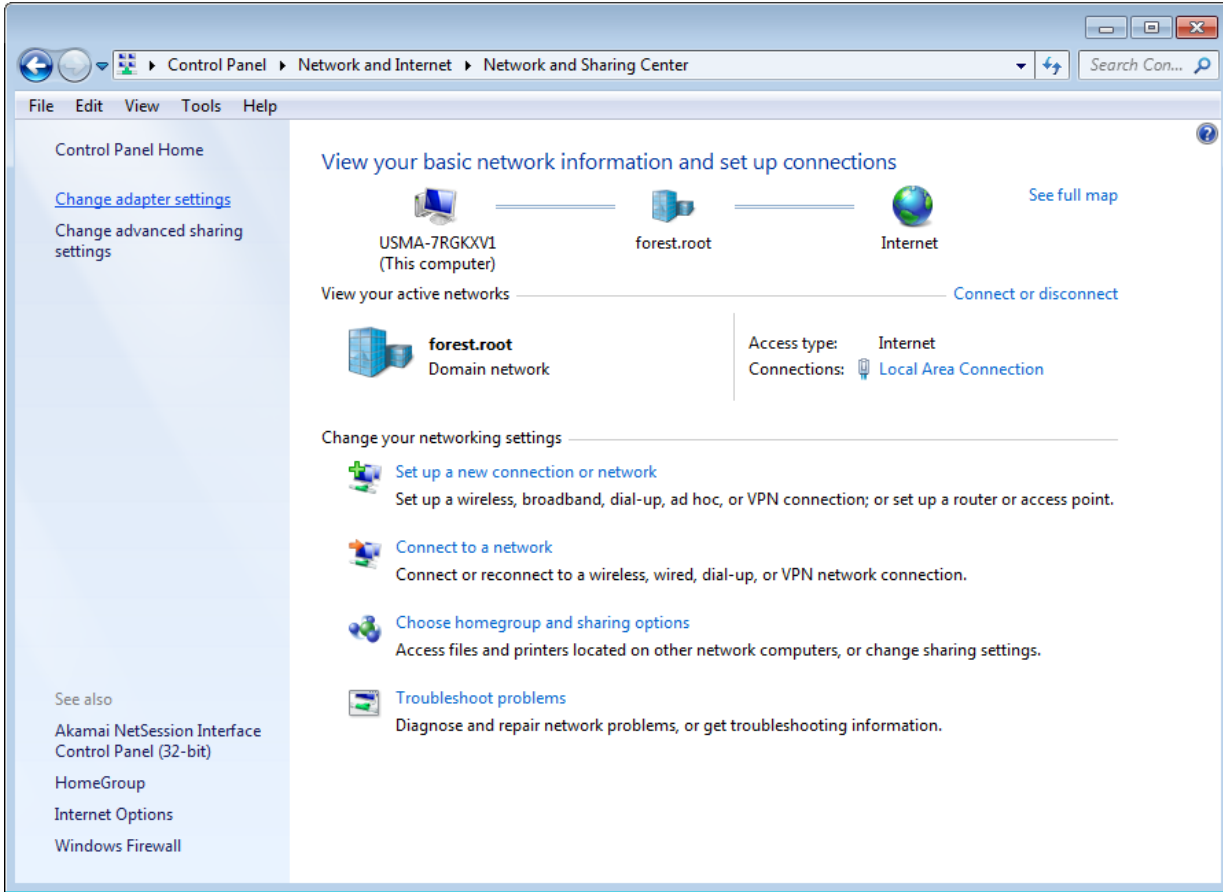 Control Panel ▸ Network and Internet ▸ Network and Sharing Center
Search Con...
File Edit View Tools Help
Control Panel Home
Change adapter settings
Change advanced sharing
settings
See also
Akamai NetSession Interface
Control Panel (32-bit)
HomeGroup
Internet Options
Windows Firewall
View your basic network information and set up connections
See full map
USMA-7RGKXV1
(This computer)
forest.root
Internet
View your active networks
Connect or disconnect
forest.root
Domain network
Access type: Internet
Connections: Local Area Connection
Change your networking settings
Set up a new connection or network
Set up a wireless, broadband, dial-up, ad hoc, or VPN connection; or set up a router or access point.
Connect to a network
Connect or reconnect to a wireless, wired, dial-up, or VPN network connection.
Choose homegroup and sharing options
Access files and printers located on other network computers, or change sharing settings.
Troubleshoot problems
Diagnose and repair network problems, or get troubleshooting information.